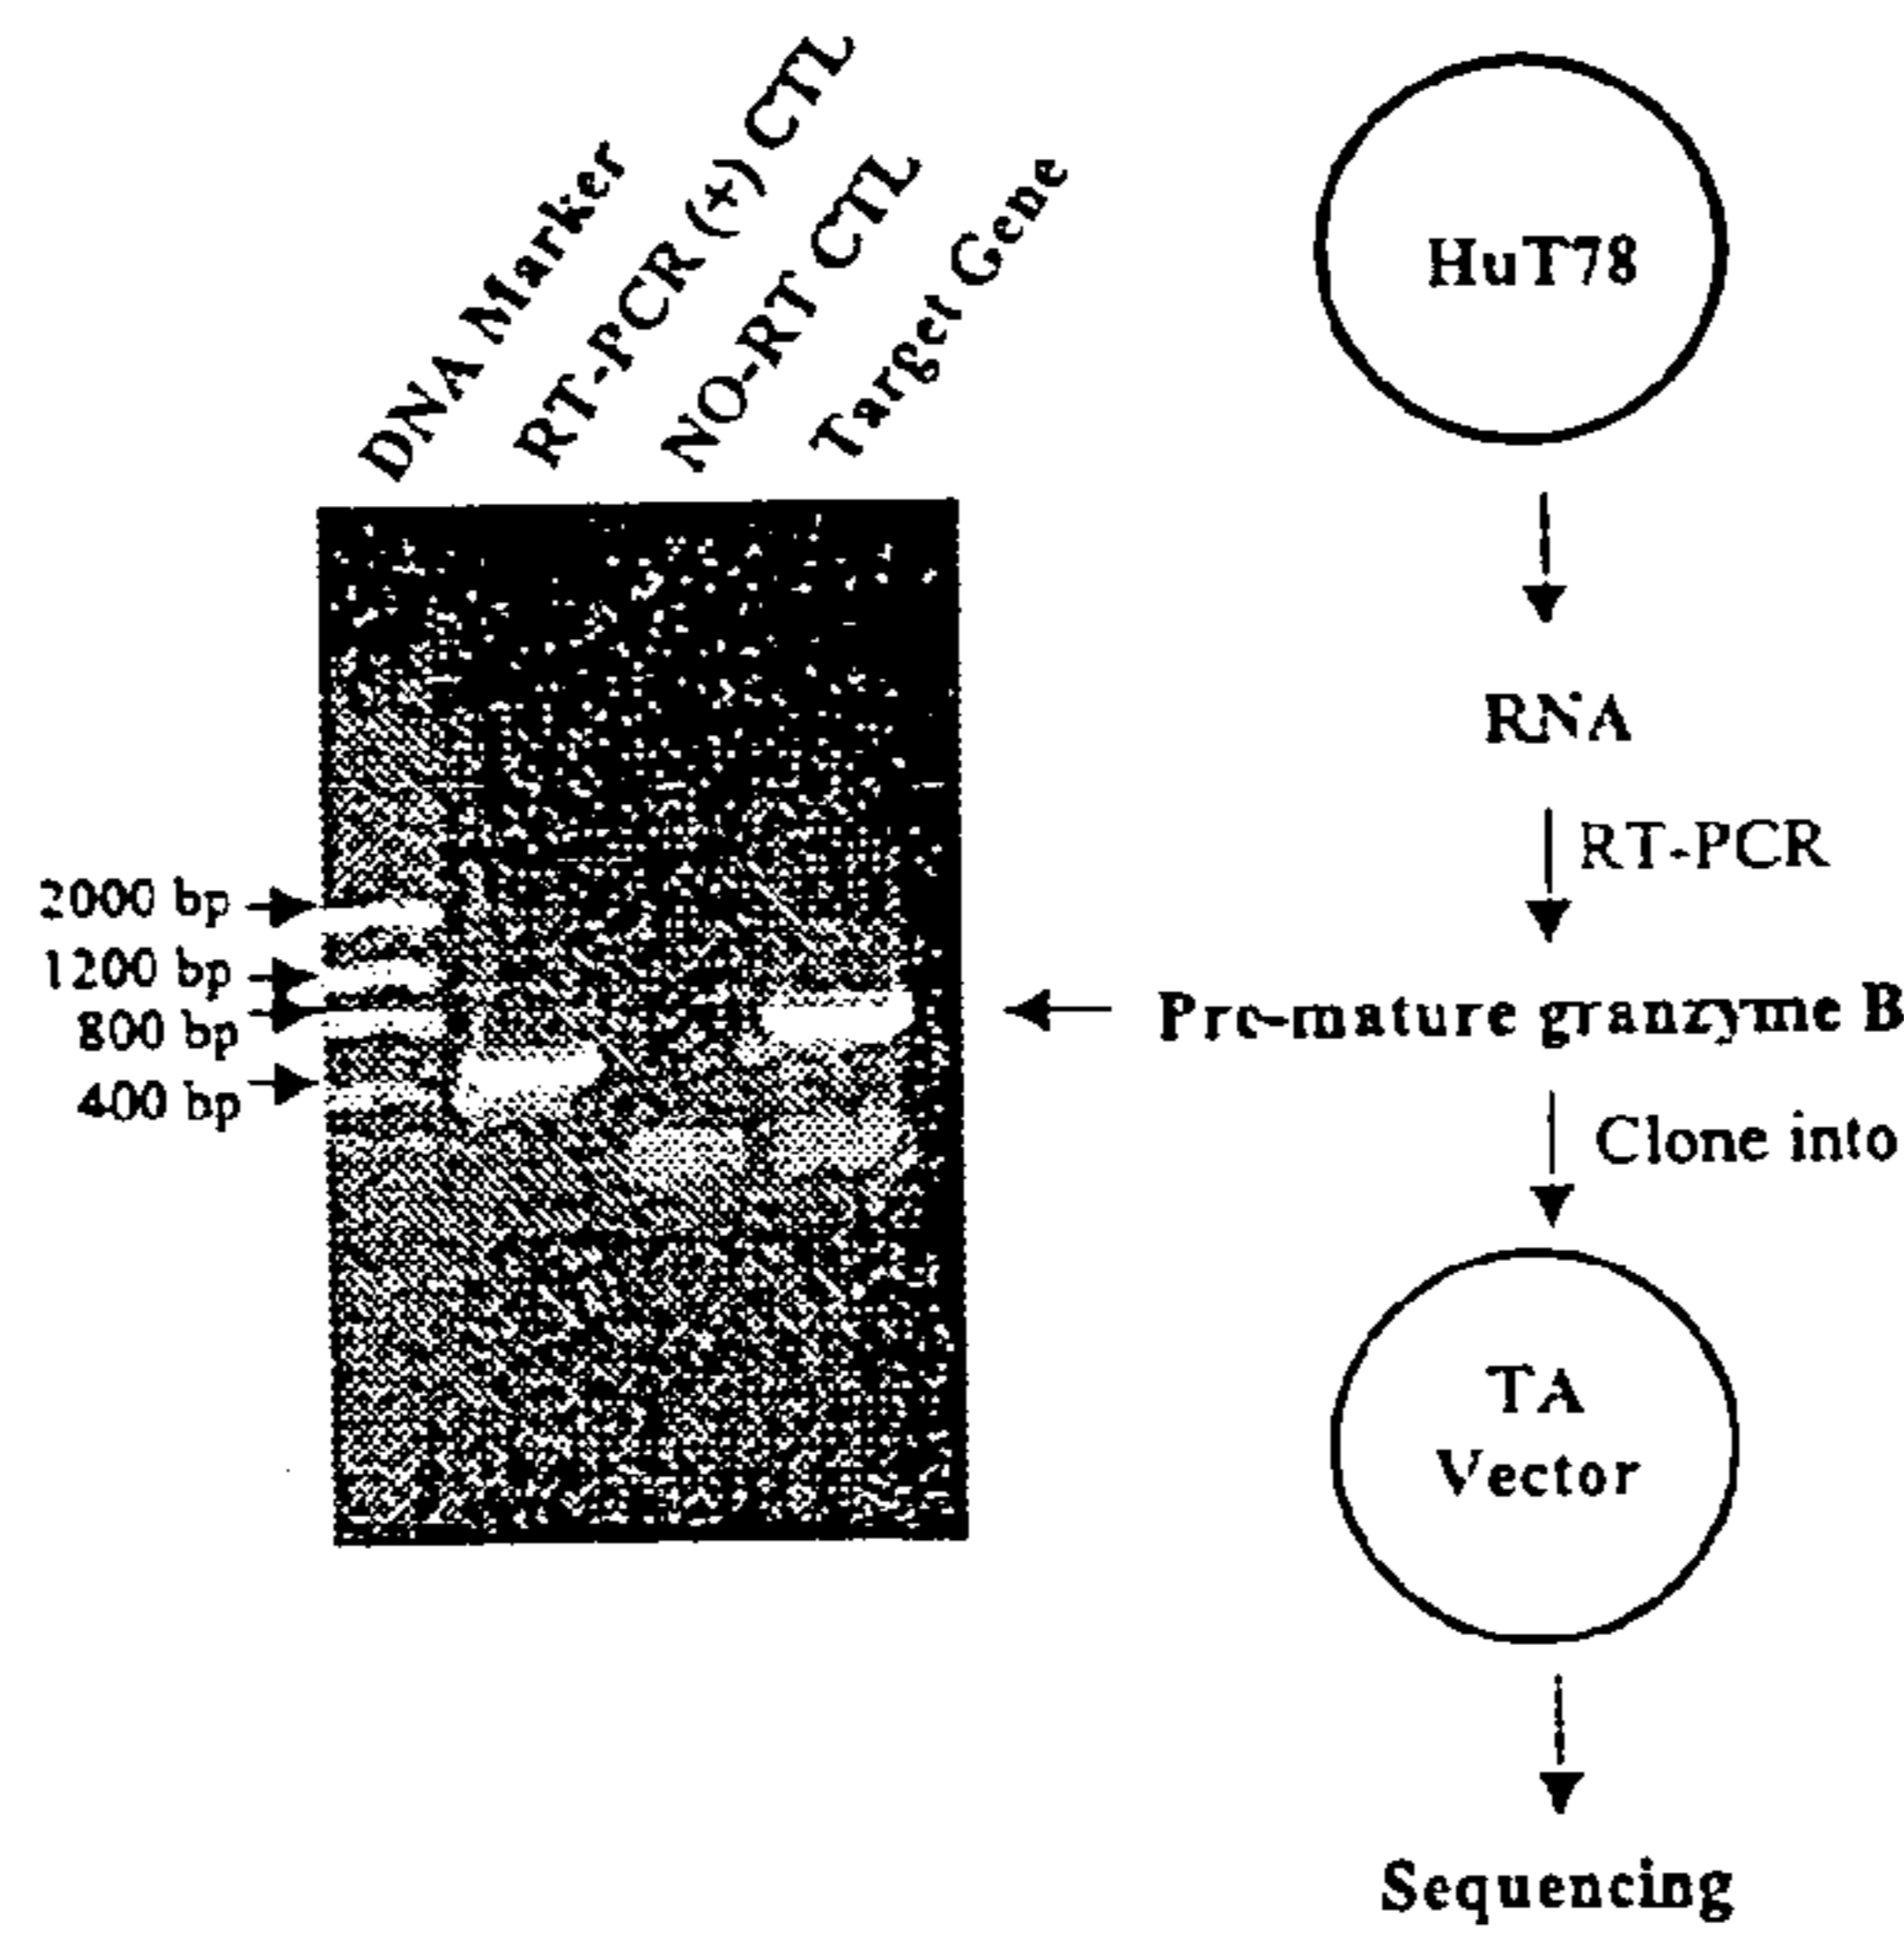 DNA Marker
RT-PCR (+) CTL
NO-RT CTL
Target Gene
2000 bp
1200 bp
800 bp
400 bp
HuT78
RNA
RT-PCR
Pre-mature granzyme B
Clone into
TA
Vector
Sequencing